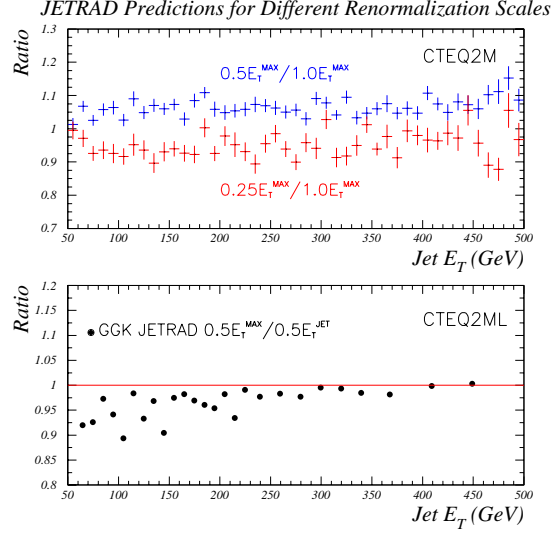 JETRAD Predictions for Different Renormalization Scales
Ratio
1.3
1.2
1.1
1
0.9
0.8
0.7
CTEQ2M
0.5E_T^MAX/1.0E_T^MAX
0.25E_T^MAX/1.0E_T^MAX
50 100 150 200 250 300 350 400 450 500
Jet E_T (GeV)
Ratio
1.2
1.15
1.1
1.05
1
0.95
0.9
0.85
0.8
GGK JETRAD 0.5E_T^MAX/0.5E_T^JET
CTEQ2ML
50 100 150 200 250 300 350 400 450 500
Jet E_T (GeV)